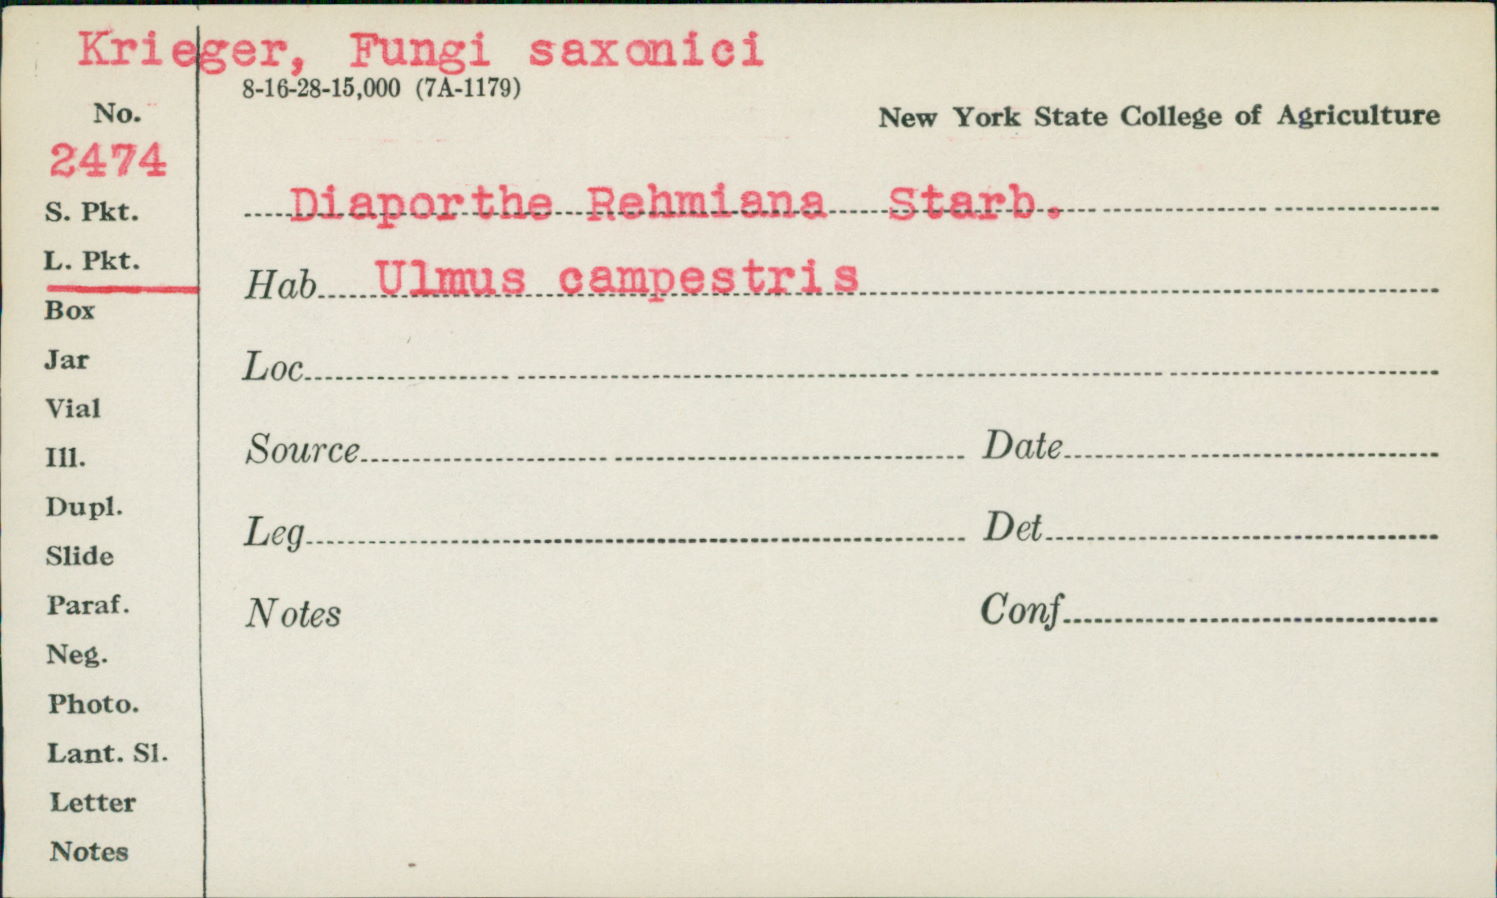 Krieger, Fungi saxonici
8-16-28-15,000 (7A-1179)
No.
New York State College of Agriculture
2474
Diaporthe Rehmiana Starb.
S. Pkt.
L. Pkt.
Hab. Ulmus campestris
Box
Jar
Loc.
Vial
Ill.
Source Date
Dupl.
Leg. Det.
Slide
Paraf.
Notes Conf.
Neg.
Photo.
Lant. Sl.
Letter
Notes